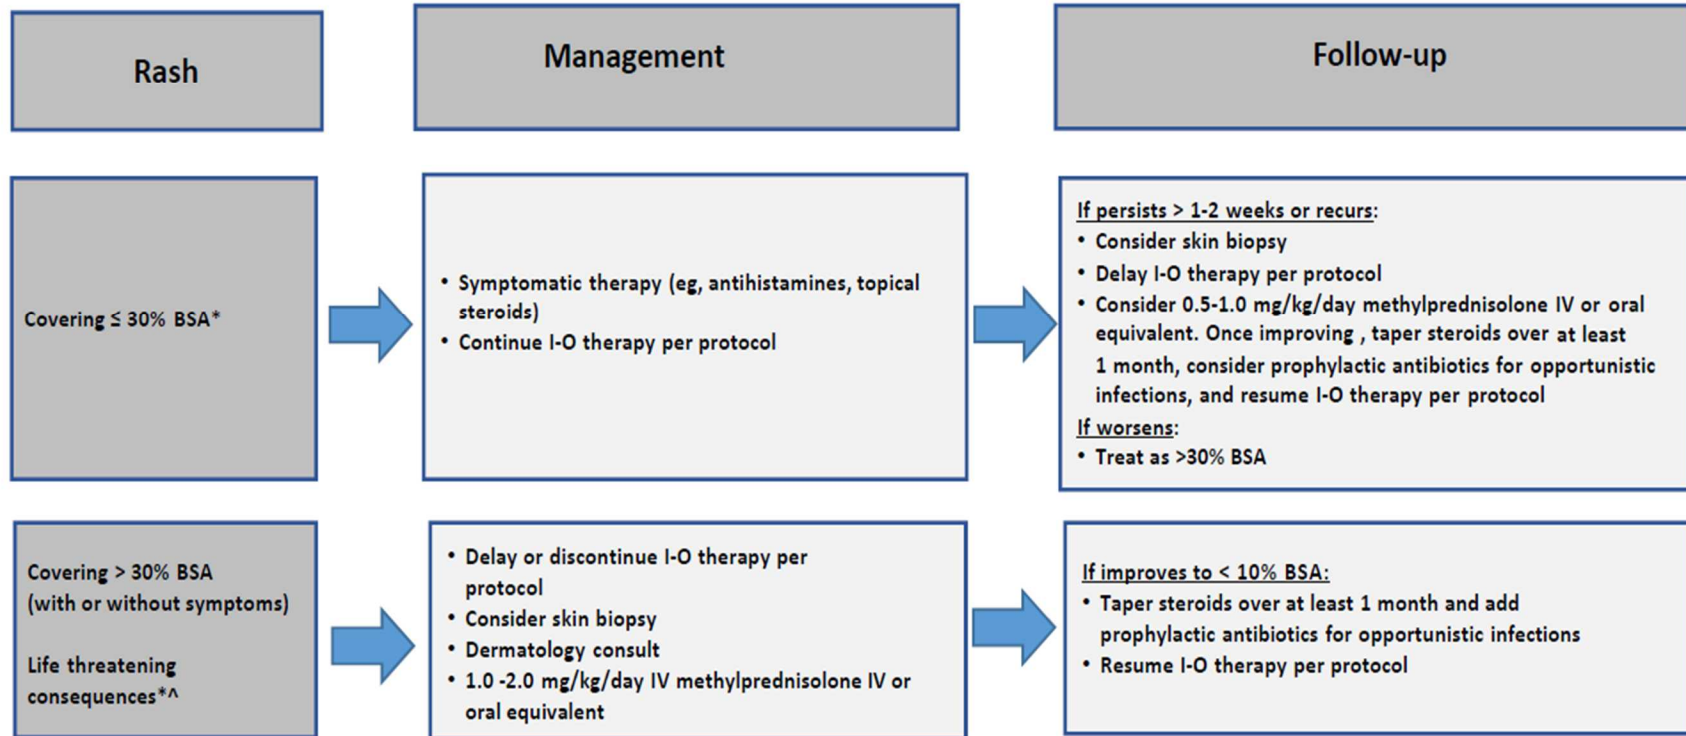 Rash
Management
Follow-up
Covering ≤ 30% BSA*
• Symptomatic therapy (eg, antihistamines, topical
steroids)
• Continue I-O therapy per protocol
If persists > 1-2 weeks or recurs:
• Consider skin biopsy
• Delay I-O therapy per protocol
• Consider 0.5-1.0 mg/kg/day methylprednisolone IV or oral
equivalent. Once improving , taper steroids over at least
1 month, consider prophylactic antibiotics for opportunistic
infections, and resume I-O therapy per protocol
If worsens:
• Treat as >30% BSA
Covering > 30% BSA
(with or without symptoms)
Life threatening
consequences*^
• Delay or discontinue I-O therapy per
protocol
• Consider skin biopsy
• Dermatology consult
• 1.0 -2.0 mg/kg/day IV methylprednisolone IV or
oral equivalent
If improves to < 10% BSA:
• Taper steroids over at least 1 month and add
prophylactic antibiotics for opportunistic infections
• Resume I-O therapy per protocol